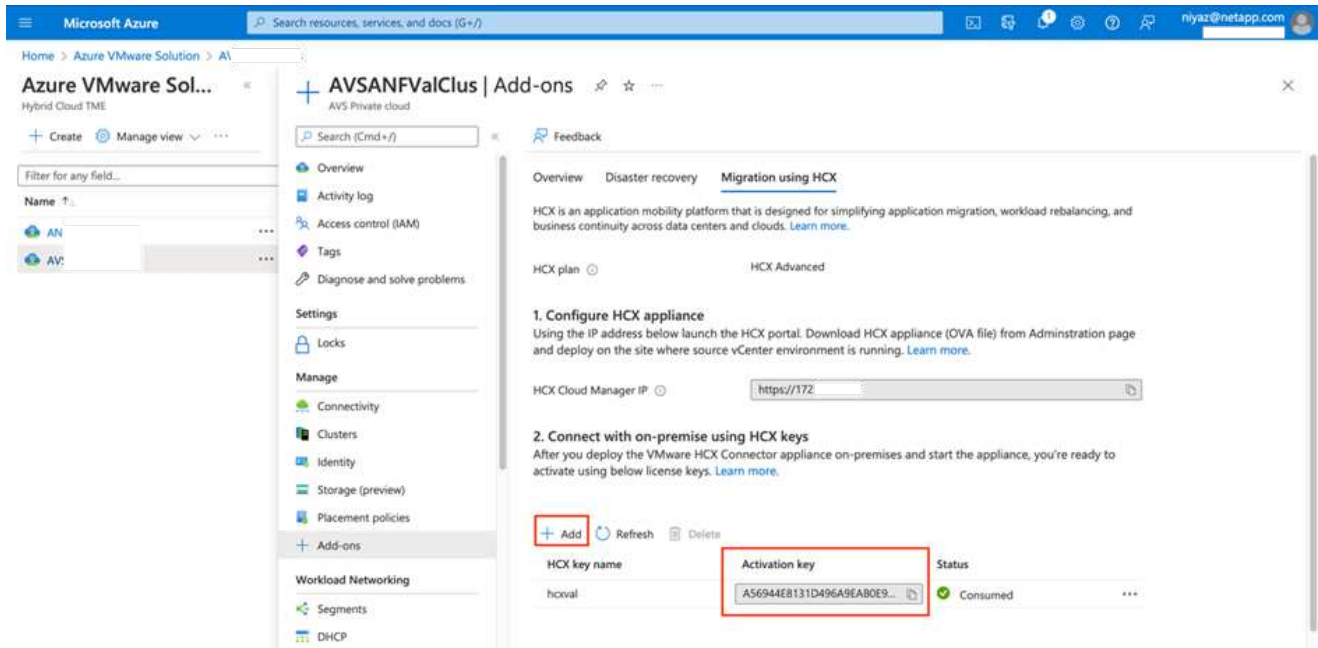 Microsoft Azure
Search resources, services, and docs (G+/)
1
niyaz@netapp.com
Home > Azure VMware Solution >
Azure VMware Sol...
Hybrid Cloud TME
Create
Manage view
Filter for any field...
Name
AN
AV
AVSANFValClus | Add-ons
AVS Private cloud
Search (Cmd+/)
Overview
Activity log
Access control (IAM)
Tags
Diagnose and solve problems
Settings
Locks
Manage
Connectivity
Clusters
Identity
Storage (preview)
Placement policies
Add-ons
Workload Networking
Segments
DHCP
Feedback
Overview Disaster recovery Migration using HCX
HCX is an application mobility platform that is designed for simplifying application migration, workload rebalancing, and
business continuity across data centers and clouds. Learn more.
HCX plan HCX Advanced
1. Configure HCX appliance
Using the IP address below launch the HCX portal. Download HCX appliance (OVA file) from Adminstration page
and deploy on the site where source vCenter environment is running. Learn more.
HCX Cloud Manager IP https://172
2. Connect with on-premise using HCX keys
After you deploy the VMware HCX Connector appliance on-premises and start the appliance, you're ready to
activate using below license keys. Learn more.
Add Refresh Delete
HCX key name Activation key Status
hcxval A56944E8131D496A9EAB0E9... Consumed